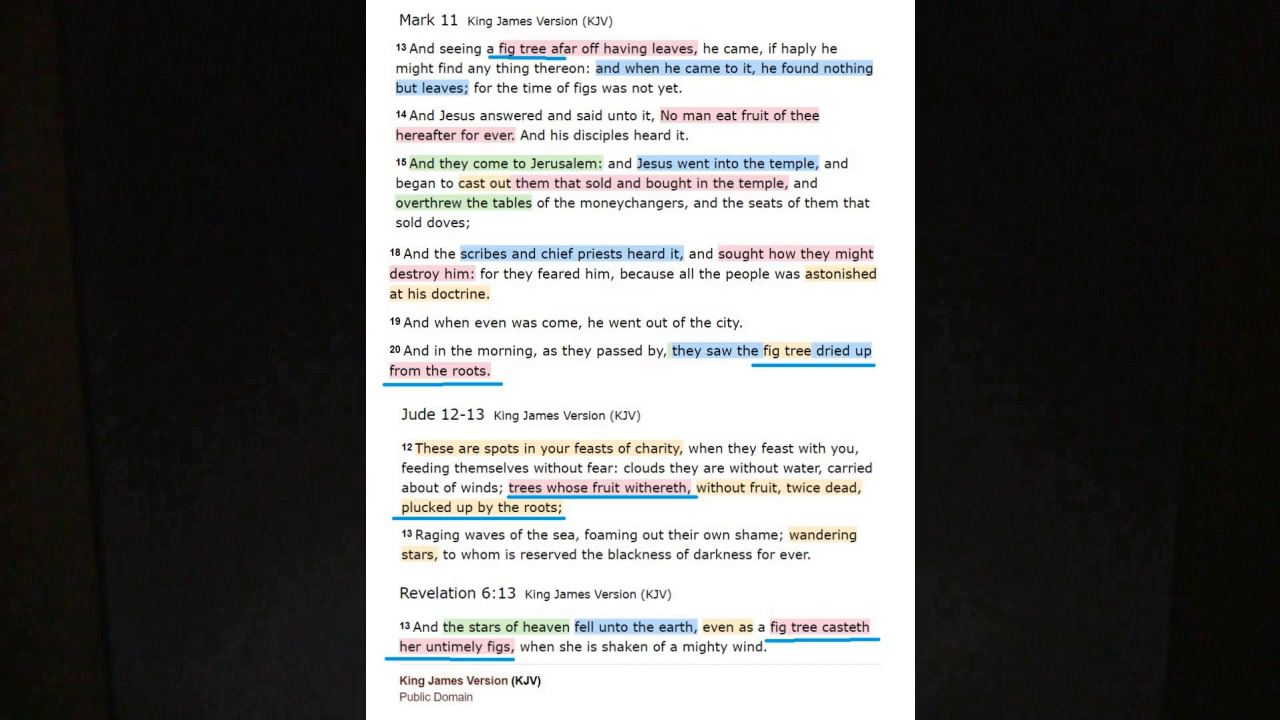 Mark 11 King James Version (KJV)
13 And seeing a fig tree afar off having leaves, he came, if haply he
might find any thing thereon: and when he came to it, he found nothing
but leaves; for the time of figs was not yet.
14 And Jesus answered and said unto it, No man eat fruit of thee
hereafter for ever. And his disciples heard it.
15 And they come to Jerusalem: and Jesus went into the temple, and
began to cast out them that sold and bought in the temple, and
overthrew the tables of the moneychangers, and the seats of them that
sold doves;
18 And the scribes and chief priests heard it, and sought how they might
destroy him: for they feared him, because all the people was astonished
at his doctrine.
19 And when even was come, he went out of the city.
20 And in the morning, as they passed by, they saw the fig tree dried up
from the roots.
Jude 12-13 King James Version (KJV)
12 These are spots in your feasts of charity, when they feast with you,
feeding themselves without fear: clouds they are without water, carried
about of winds; trees whose fruit withereth, without fruit, twice dead,
plucked up by the roots;
13 Raging waves of the sea, foaming out their own shame; wandering
stars, to whom is reserved the blackness of darkness for ever.
Revelation 6:13 King James Version (KJV)
13 And the stars of heaven fell unto the earth, even as a fig tree casteth
her untimely figs, when she is shaken of a mighty wind.
King James Version (KJV)
Public Domain